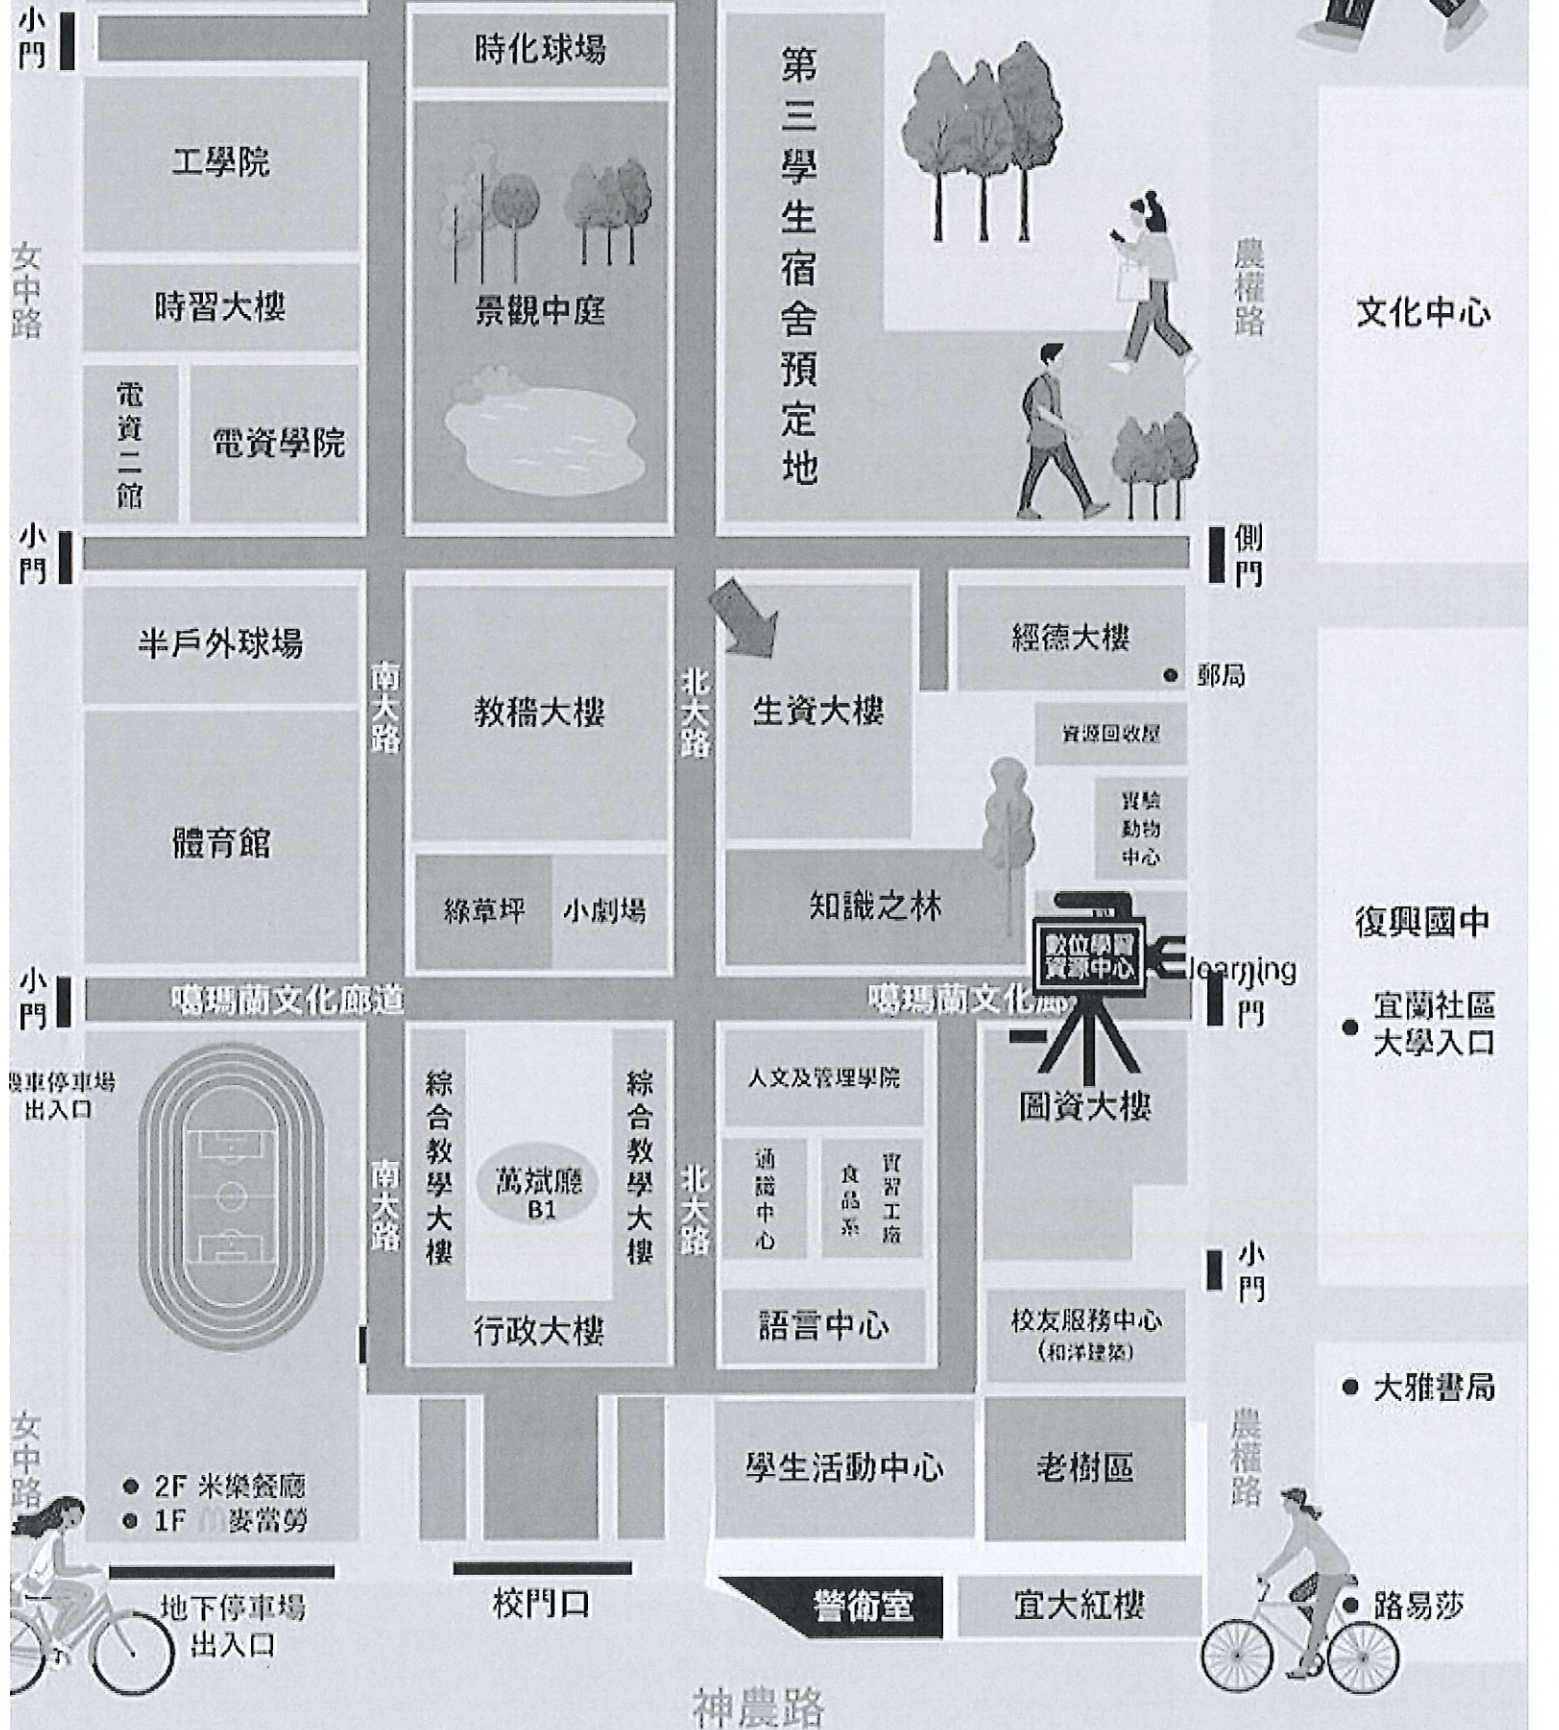 小門
時化球場
第三學生宿舍預定地
工學院
女中路
時習大樓
景觀中庭
農權路
文化中心
電資二館
電資學院
小門
側門
半戶外球場
南大路
教穡大樓
北大路
生資大樓
經德大樓
郵局
資源回收屋
實驗
動物
中心
體育館
綠草坪
小劇場
知識之林
數位學習
資源中心
learning
復興國中
宜蘭社區
大學入口
小門
噶瑪蘭文化廊道
噶瑪蘭文化廊
小門
機車停車場
出入口
南大路
綜合教學大樓
萬斌廳
B1
綜合教學大樓
北大路
人文及管理學院
通識中心
食品系
實習工廠
圖資大樓
小門
行政大樓
語言中心
校友服務中心
(和洋建築)
大雅書局
女中路
2F 米樂餐廳
1F 麥當勞
學生活動中心
老樹區
農權路
地下停車場
出入口
校門口
警衛室
宜大紅樓
路易莎
神農路